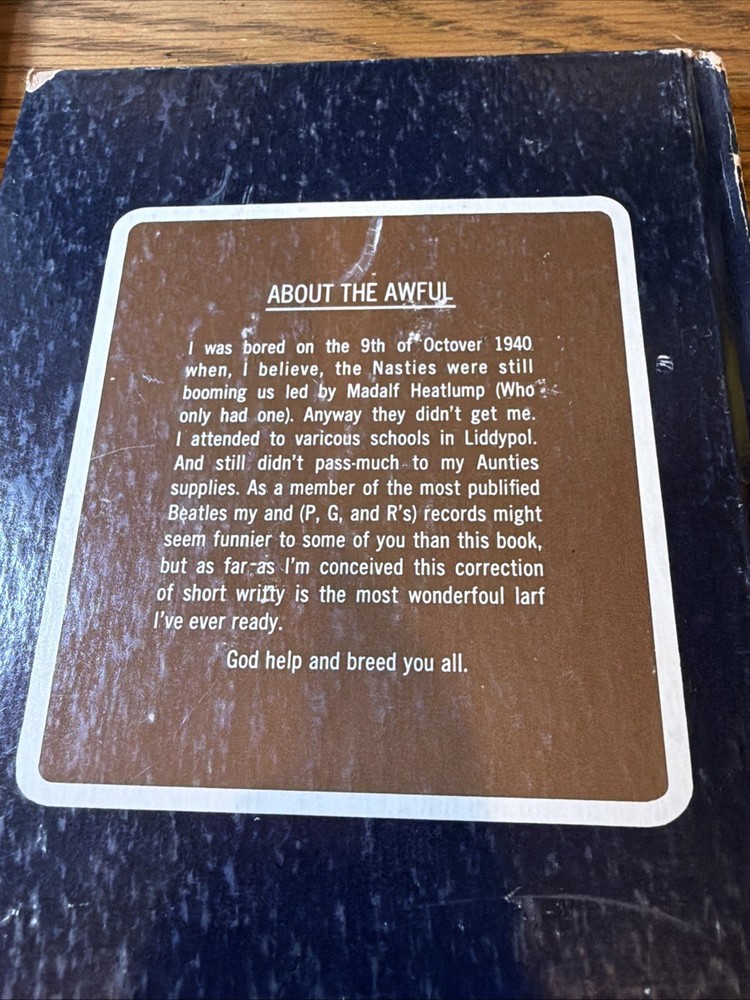 ABOUT THE AWFUL
I was bored on the 9th of Octover 1940
when, I believe, the Nasties were still
booming us led by Madalf Heatlump (Who
only had one). Anyway they didn't get me.
I attended to varicous schools in Liddypol.
And still didn't pass-much to my Aunties
supplies. As a member of the most publified
Beatles my and (P, G, and R's) records might
seem funnier to some of you than this book,
but as far-as I'm conceived this correction
of short writty is the most wonderfoul larf
I've ever ready.
God help and breed you all.